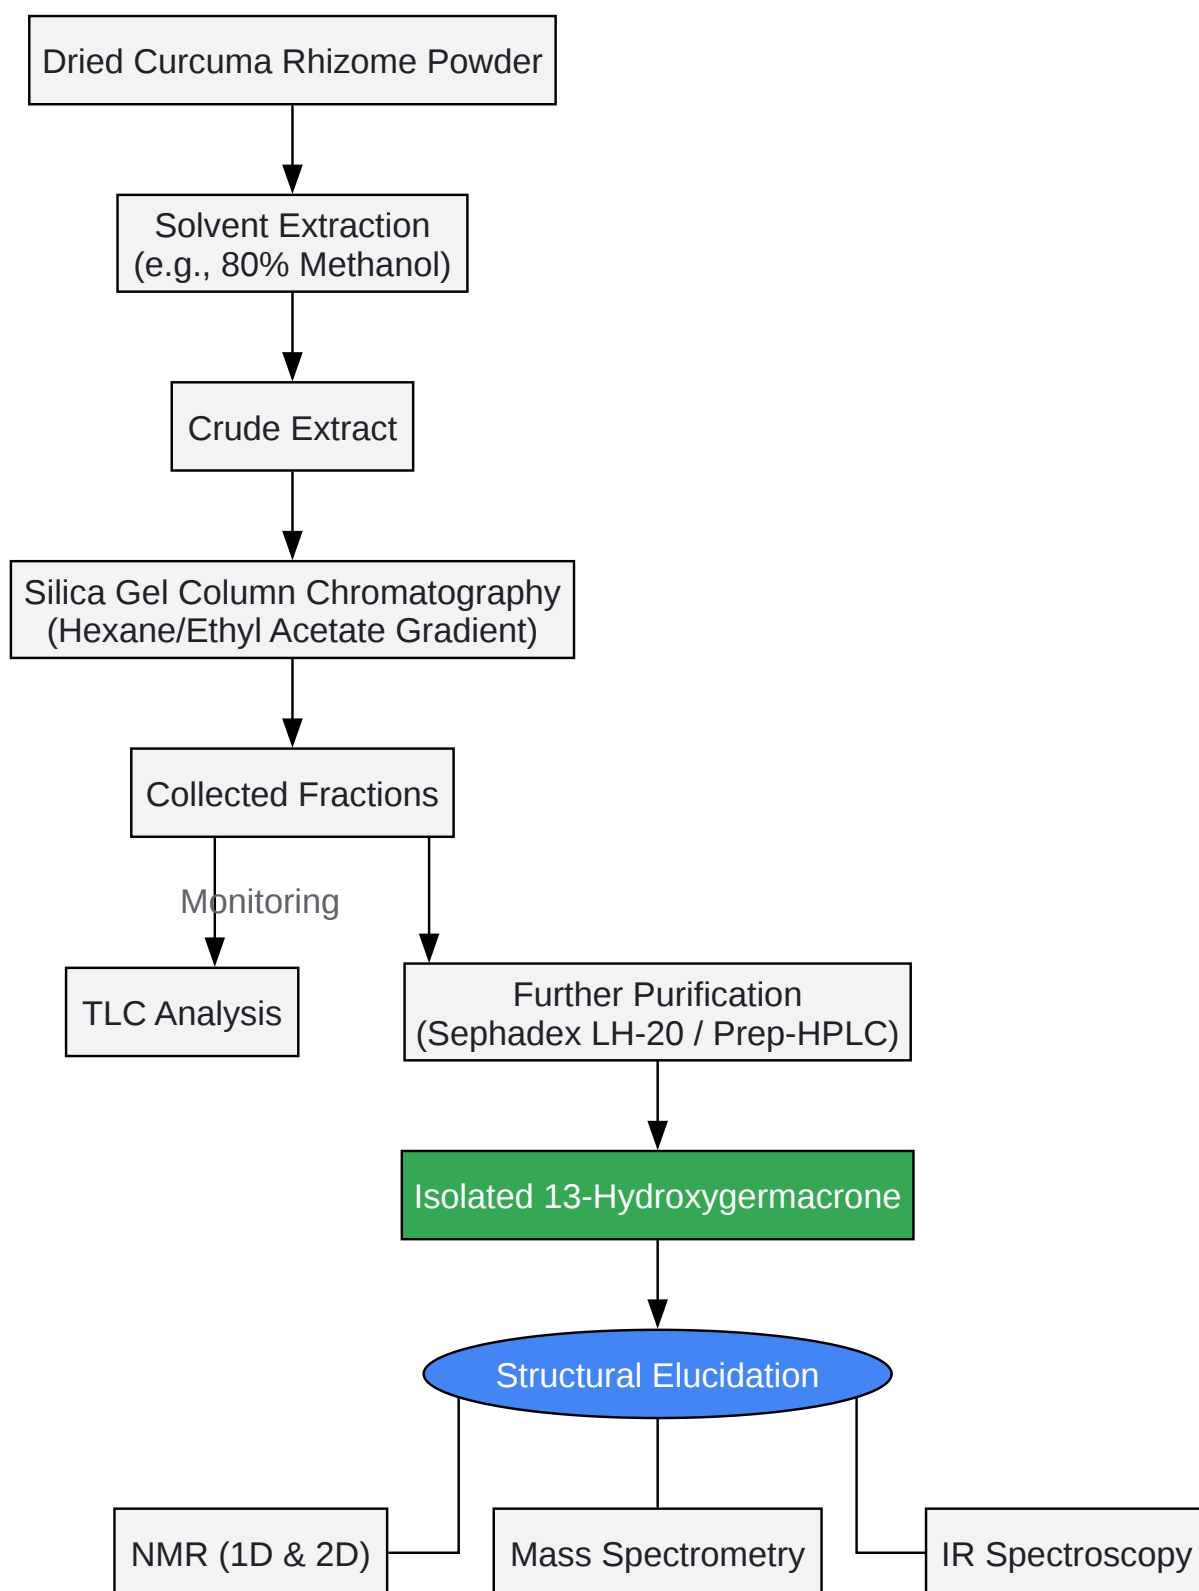 Dried Curcuma Rhizome Powder
Solvent Extraction
(e.g., 80% Methanol)
Crude Extract
Silica Gel Column Chromatography
(Hexane/Ethyl Acetate Gradient)
Collected Fractions
Monitoring
TLC Analysis
Further Purification
(Sephadex LH-20 / Prep-HPLC)
Isolated 13-Hydroxygermacrone
Structural Elucidation
NMR (1D & 2D)
Mass Spectrometry
IR Spectroscopy